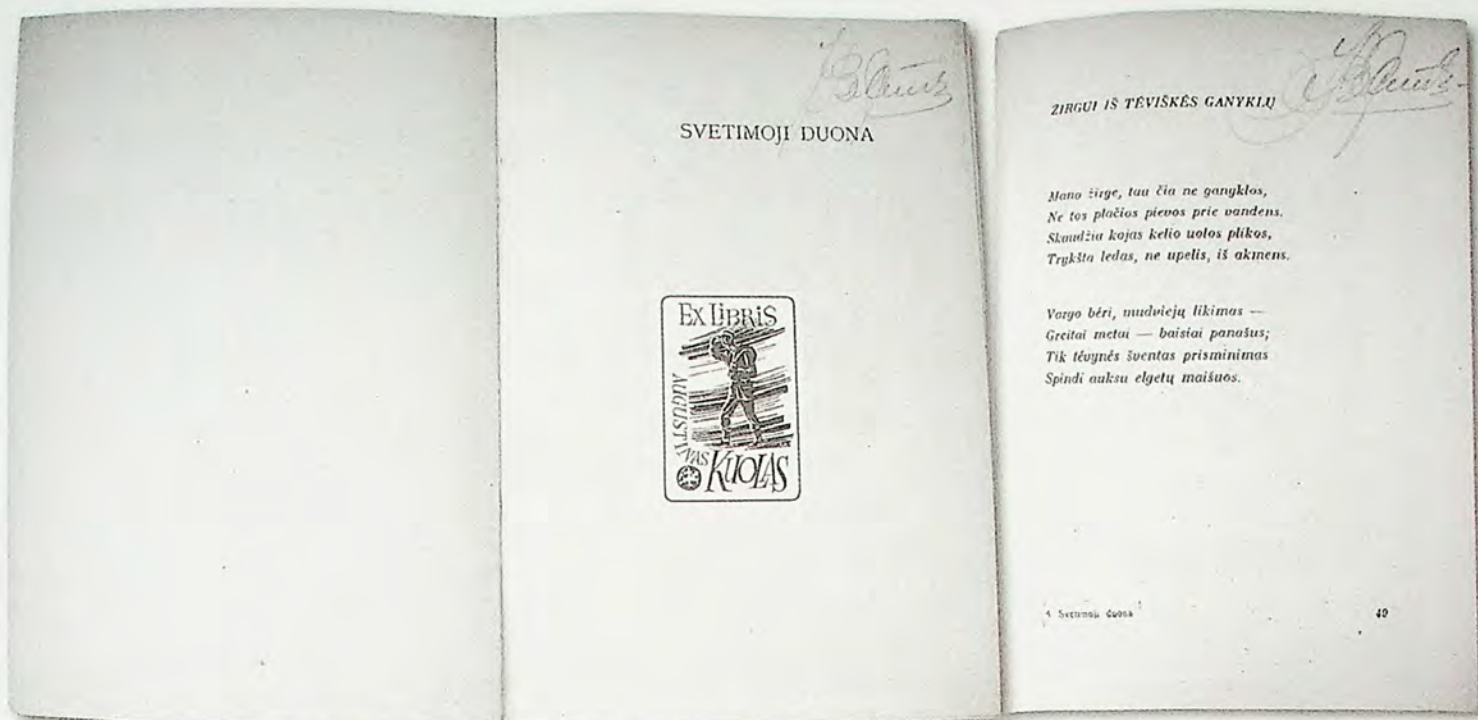 SVETIMOJI DUONA
EX LIBRIS
AUGUSTINAS
KUOLAS
ŽIRGUI IŠ TĖVIŠKĖS GANYKLŲ
Mano žirge, tau čia ne ganyklos,
Ne tos plačios pievos prie vandens.
Skaudžia kojas kelio uolos plikos,
Trykšta ledas, ne upelis, iš akmens.
Vargo bėri, mudviejų likimas —
Greitai metai — baisiai panašus;
Tik tėvynės šventas prisminimas
Spindi auksu elgetų maišuos.
4 Svetimoji duona
49